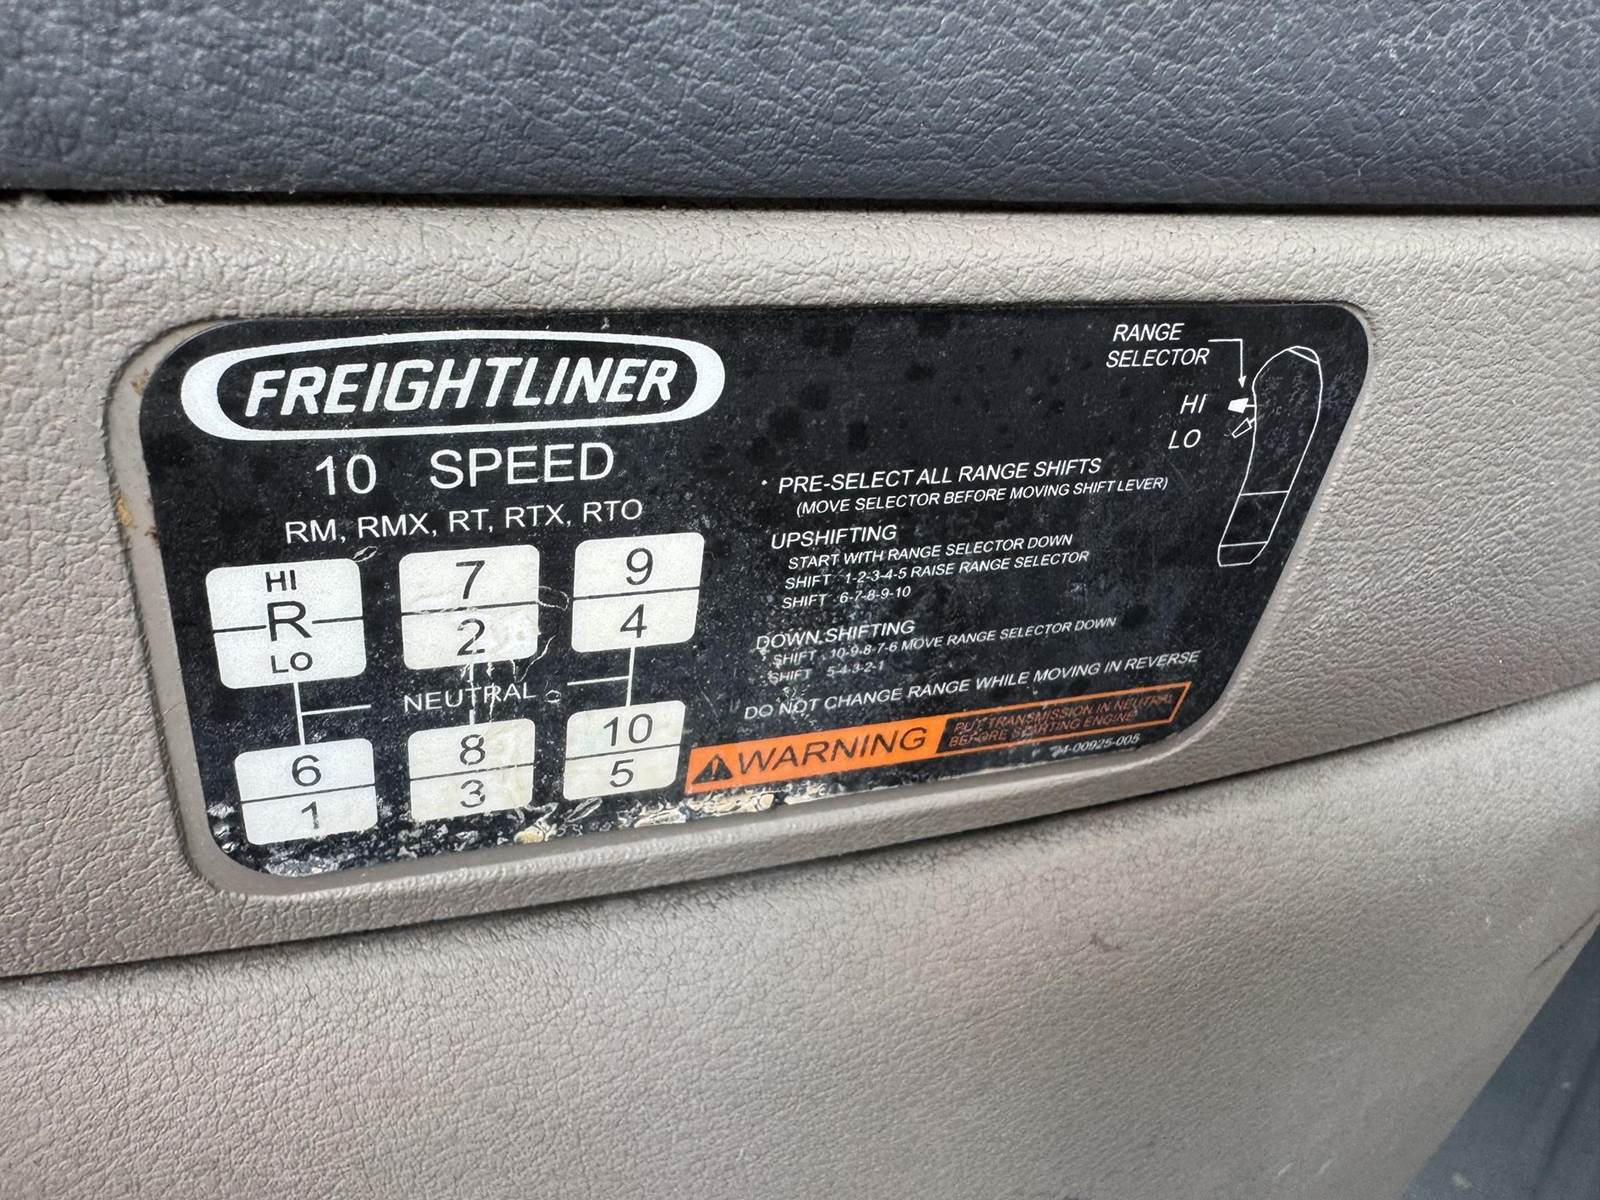 FREIGHTLINER
10 SPEED
RM, RMX, RT, RTX, RTO
HI
R
LO
7
2
9
4
NEUTRAL
6
1
8
3
10
5
RANGE
SELECTOR
HI
LO
• PRE-SELECT ALL RANGE SHIFTS
(MOVE SELECTOR BEFORE MOVING SHIFT LEVER)
UPSHIFTING
START WITH RANGE SELECTOR DOWN
SHIFT 1-2-3-4-5 RAISE RANGE SELECTOR
SHIFT 6-7-8-9-10
DOWN SHIFTING
SHIFT 10-9-8-7-6 MOVE RANGE SELECTOR DOWN
SHIFT 5-4-3-2-1
DO NOT CHANGE RANGE WHILE MOVING IN REVERSE
WARNING
PUT TRANSMISSION IN NEUTRAL
BEFORE STARTING ENGINE
24-00925-005